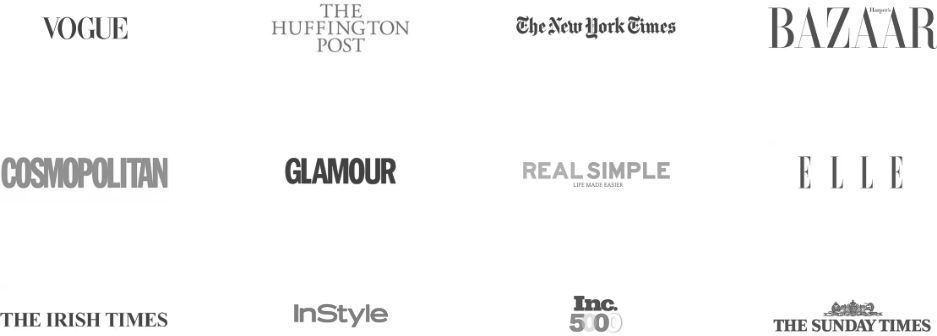 VOGUE
THE
HUFFINGTON
POST
The New York Times
Harper's
BAZAAR
COSMOPOLITAN
GLAMOUR
REAL SIMPLE
LIFE MADE EASIER
ELLE
THE IRISH TIMES
InStyle
Inc.
5000
THE SUNDAY TIMES